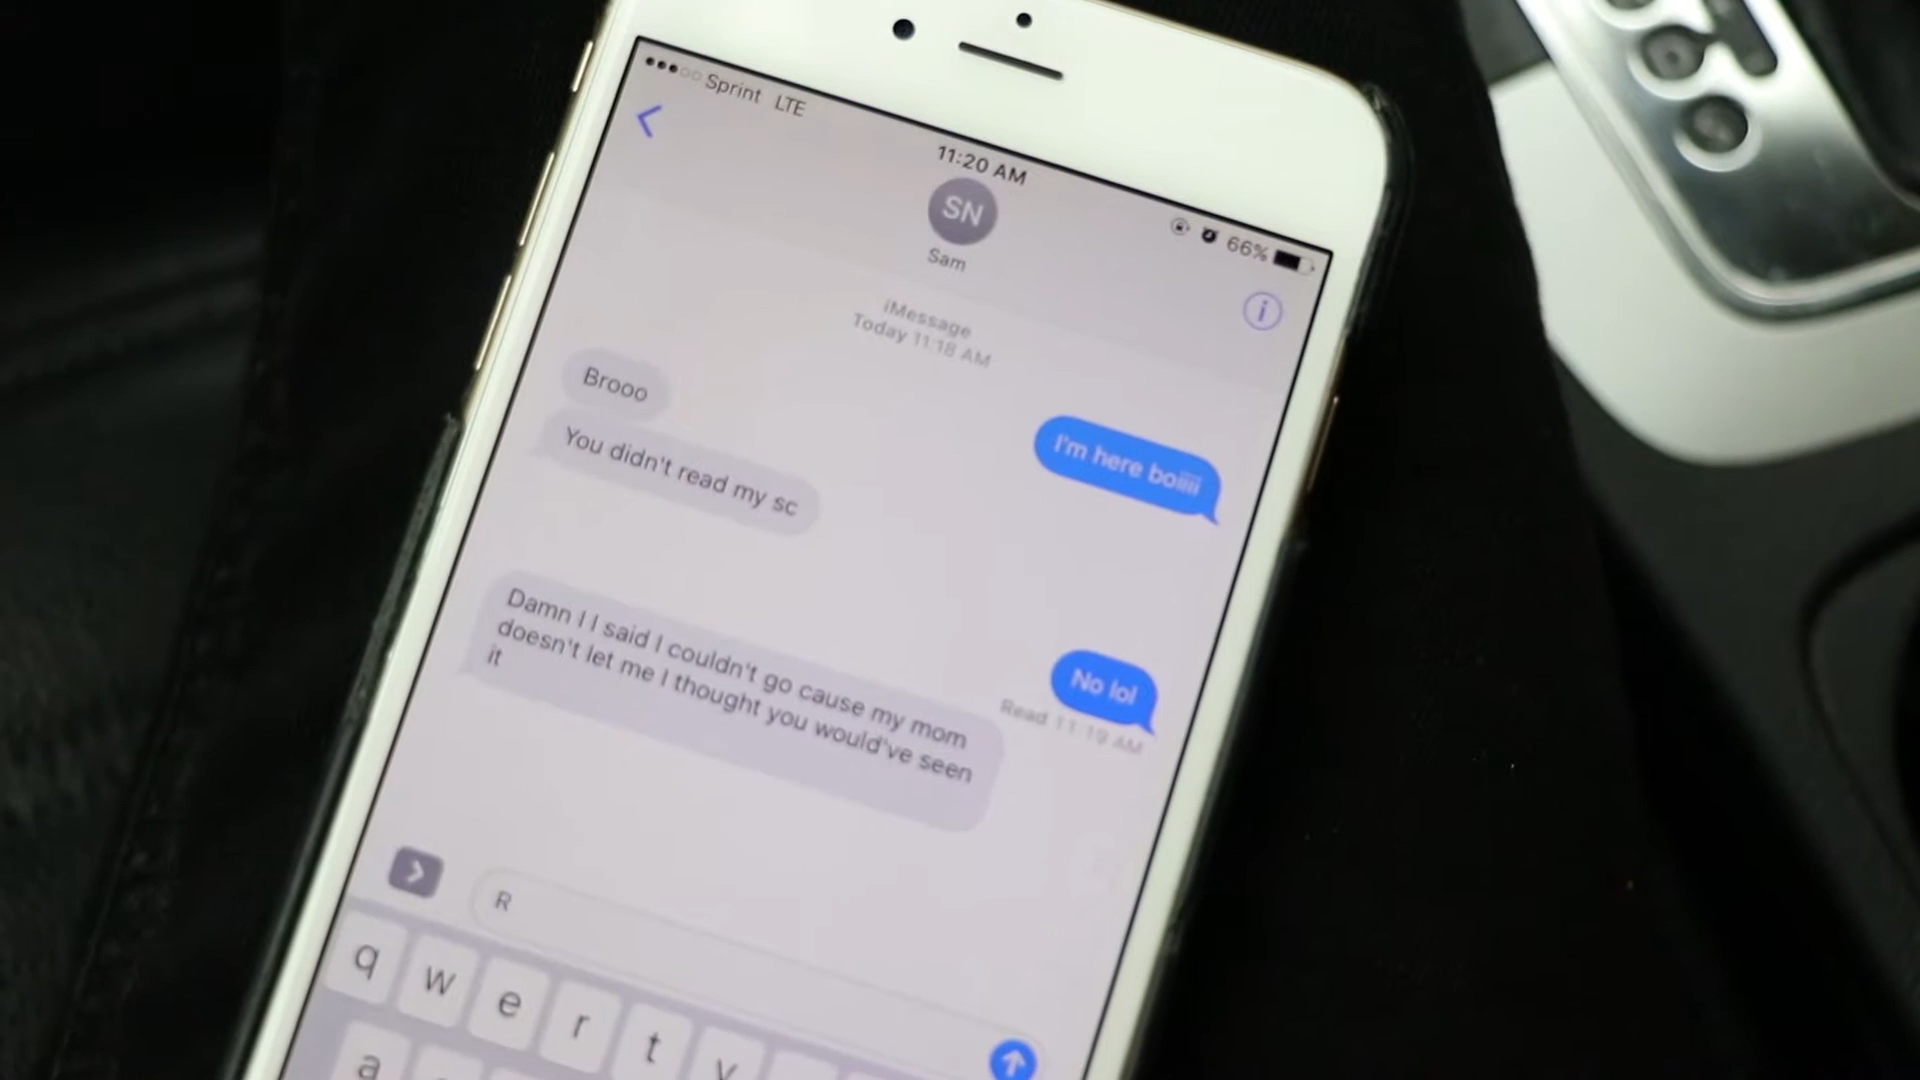 Sprint LTE
11:20 AM
66%
SN
Sam
iMessage
Today 11:18 AM
I'm here boiiii
Brooo
You didn't read my sc
No lol
Read 11:19 AM
Damn I I said I couldn't go cause my mom
doesn't let me I thought you would've seen
it
R
q w e r t y
a